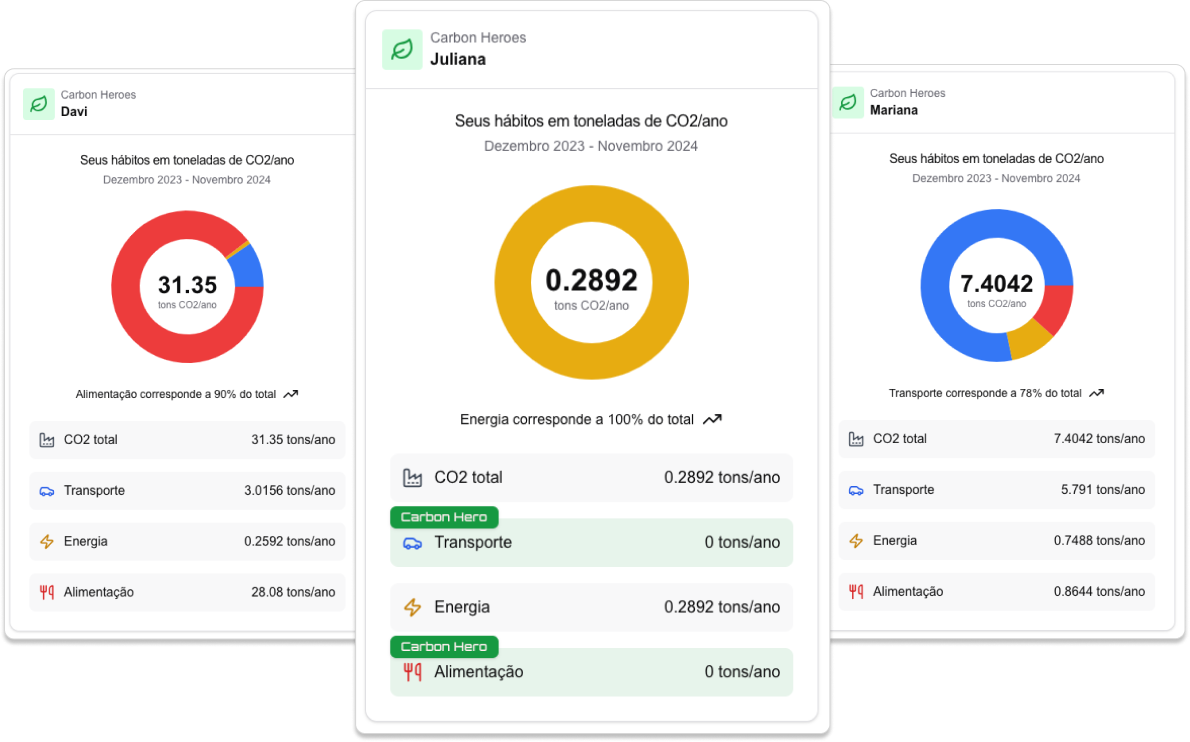 Carbon Heroes
Davi
Seus hábitos em toneladas de CO2/ano
Dezembro 2023 - Novembro 2024
31.35
tons CO2/ano
Alimentação corresponde a 90% do total
CO2 total 31.35 tons/ano
Transporte 3.0156 tons/ano
Energia 0.2592 tons/ano
Alimentação 28.08 tons/ano
Carbon Heroes
Juliana
Seus hábitos em toneladas de CO2/ano
Dezembro 2023 - Novembro 2024
0.2892
tons CO2/ano
Energia corresponde a 100% do total
CO2 total 0.2892 tons/ano
Carbon Hero
Transporte 0 tons/ano
Energia 0.2892 tons/ano
Carbon Hero
Alimentação 0 tons/ano
Carbon Heroes
Mariana
Seus hábitos em toneladas de CO2/ano
Dezembro 2023 - Novembro 2024
7.4042
tons CO2/ano
Transporte corresponde a 78% do total
CO2 total 7.4042 tons/ano
Transporte 5.791 tons/ano
Energia 0.7488 tons/ano
Alimentação 0.8644 tons/ano